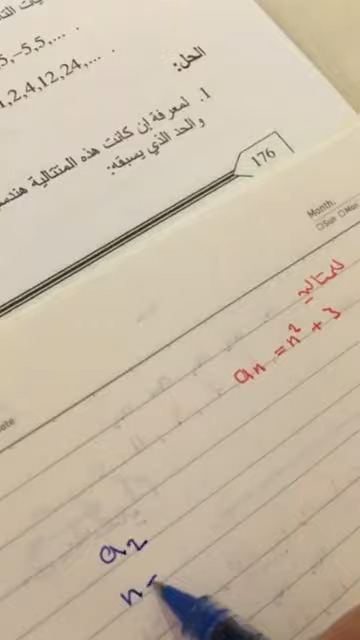 5,-5,5,... .
1,2,4,12,24,... .
الحل:
1. لمعرفة إن كانت هذه المتتالية
والحد الذي يسبقه:
176
Month.
□Sun □Mon
للمتتالية
an = n² + 3
a2
n =